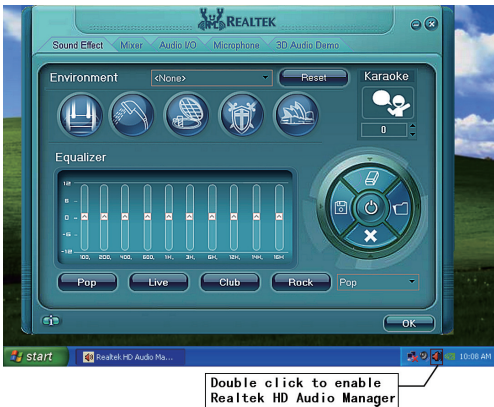 REALTEK
Sound Effect Mixer Audio I/O Microphone 3D Audio Demo
Environment <None> Reset Karaoke
0
Equalizer
12
6
0
-6
-12
100, 200, 600, 1K, 3K, 6K, 12K, 14K, 16K
Pop Live Club Rock Pop
OK
start Realtek HD Audio Ma... 10:08 AM
Double click to enable
Realtek HD Audio Manager